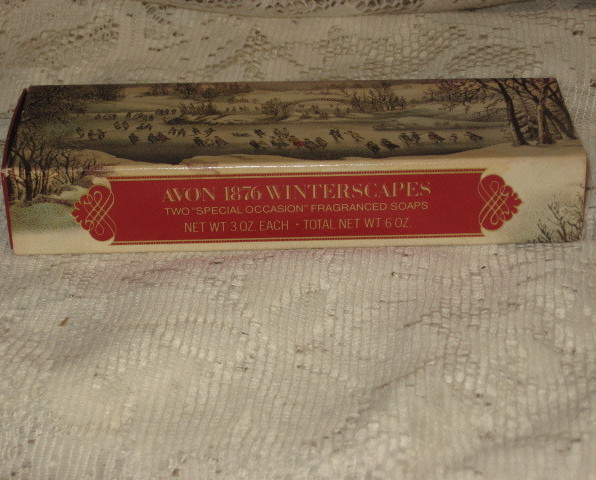 AVON 1876 WINTERSCAPES
TWO "SPECIAL OCCASION" FRAGRANCED SOAPS
NET WT 3 OZ. EACH · TOTAL NET WT 6 OZ.